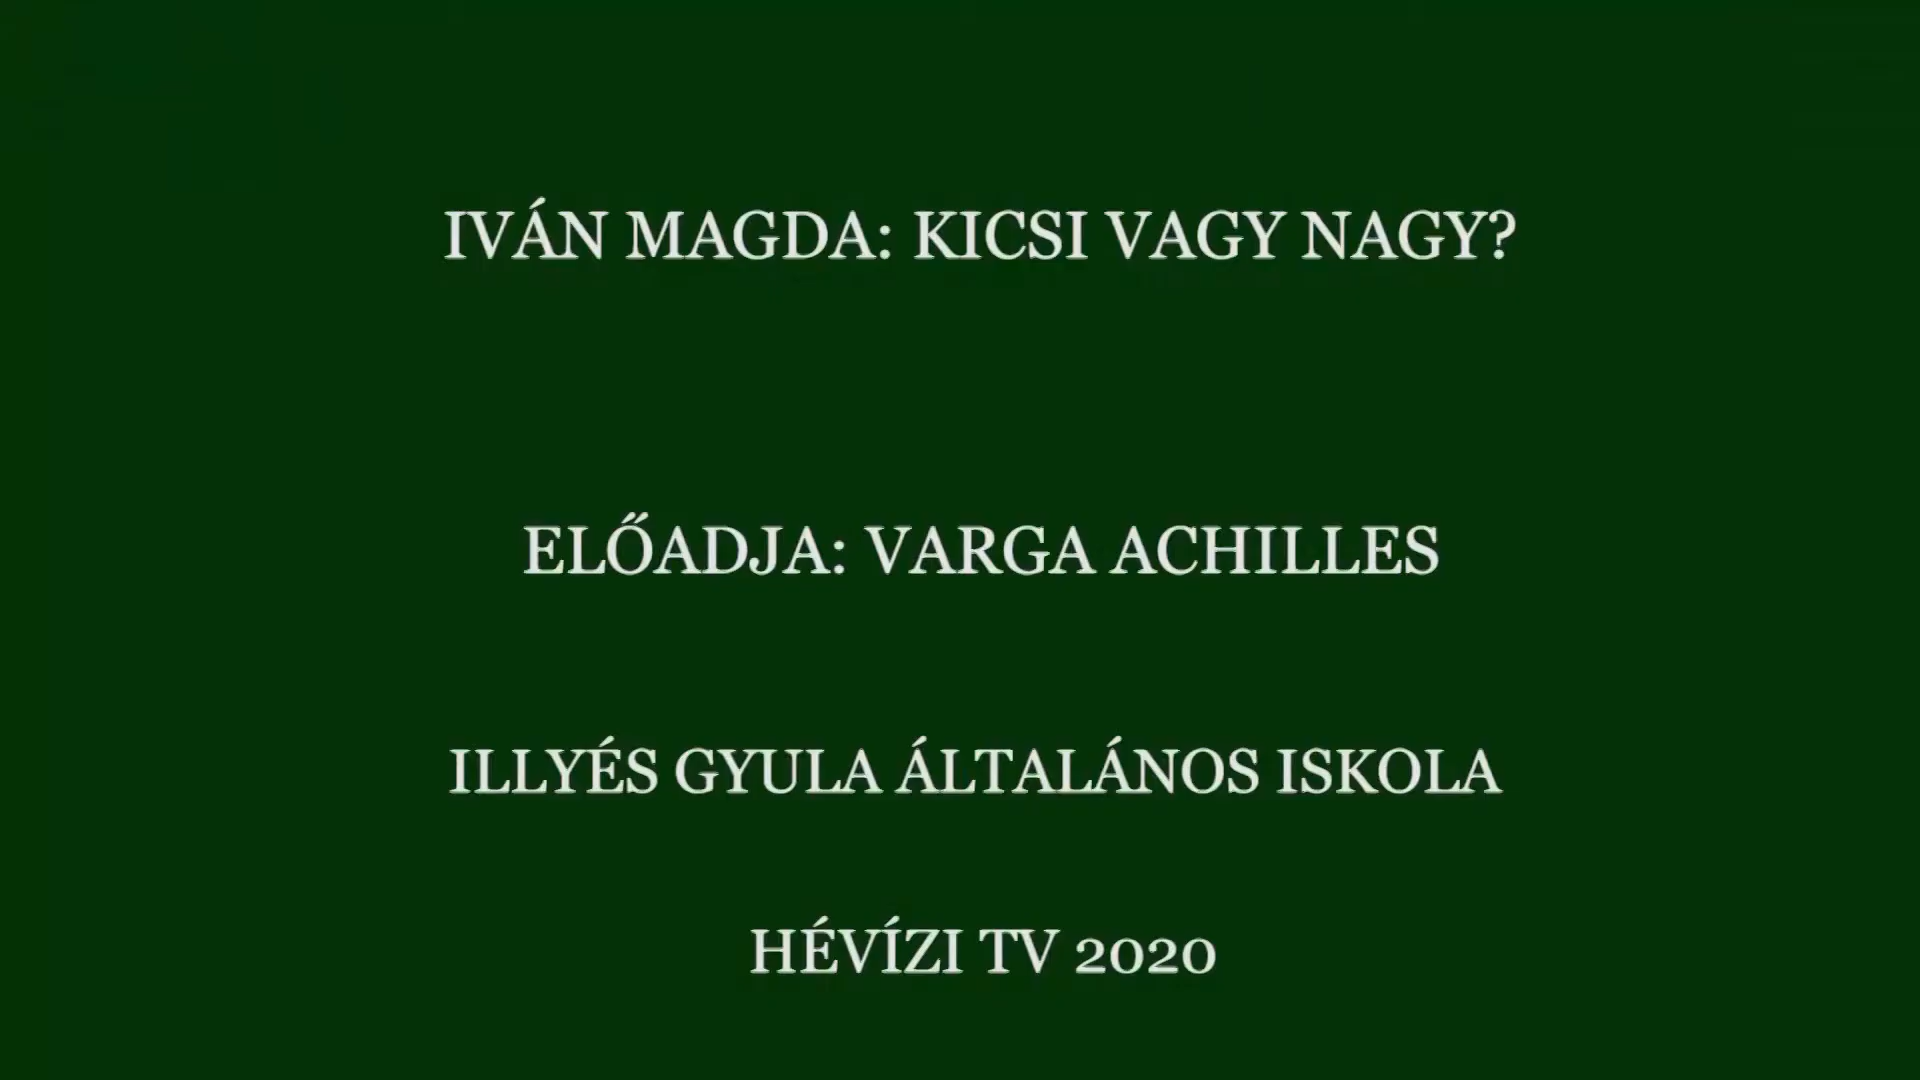 IVÁN MAGDA: KICSI VAGY NAGY?
ELŐADJA: VARGA ACHILLES
ILLYÉS GYULA ÁLTALÁNOS ISKOLA
HÉVÍZI TV 2020